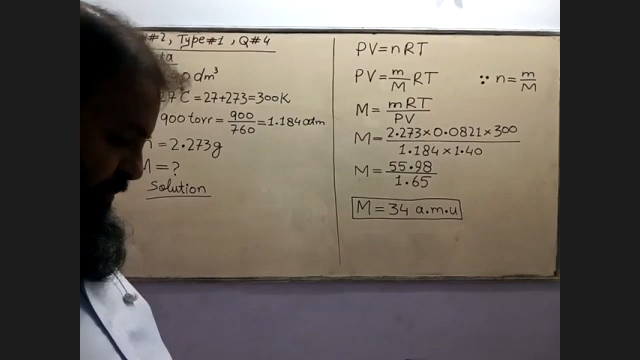 #2, Type#1, Q#4
dm³
7°C = 27+273=300K
900 torr = 900/760 = 1.184 atm
= 2.273g
M = ?
Solution
PV=nRT
PV= m/M RT ∵ n= m/M
M = mRT/PV
M= 2.273×0.0821×300/1.184×1.40
M= 55.98/1.65
M = 34 a.m.u